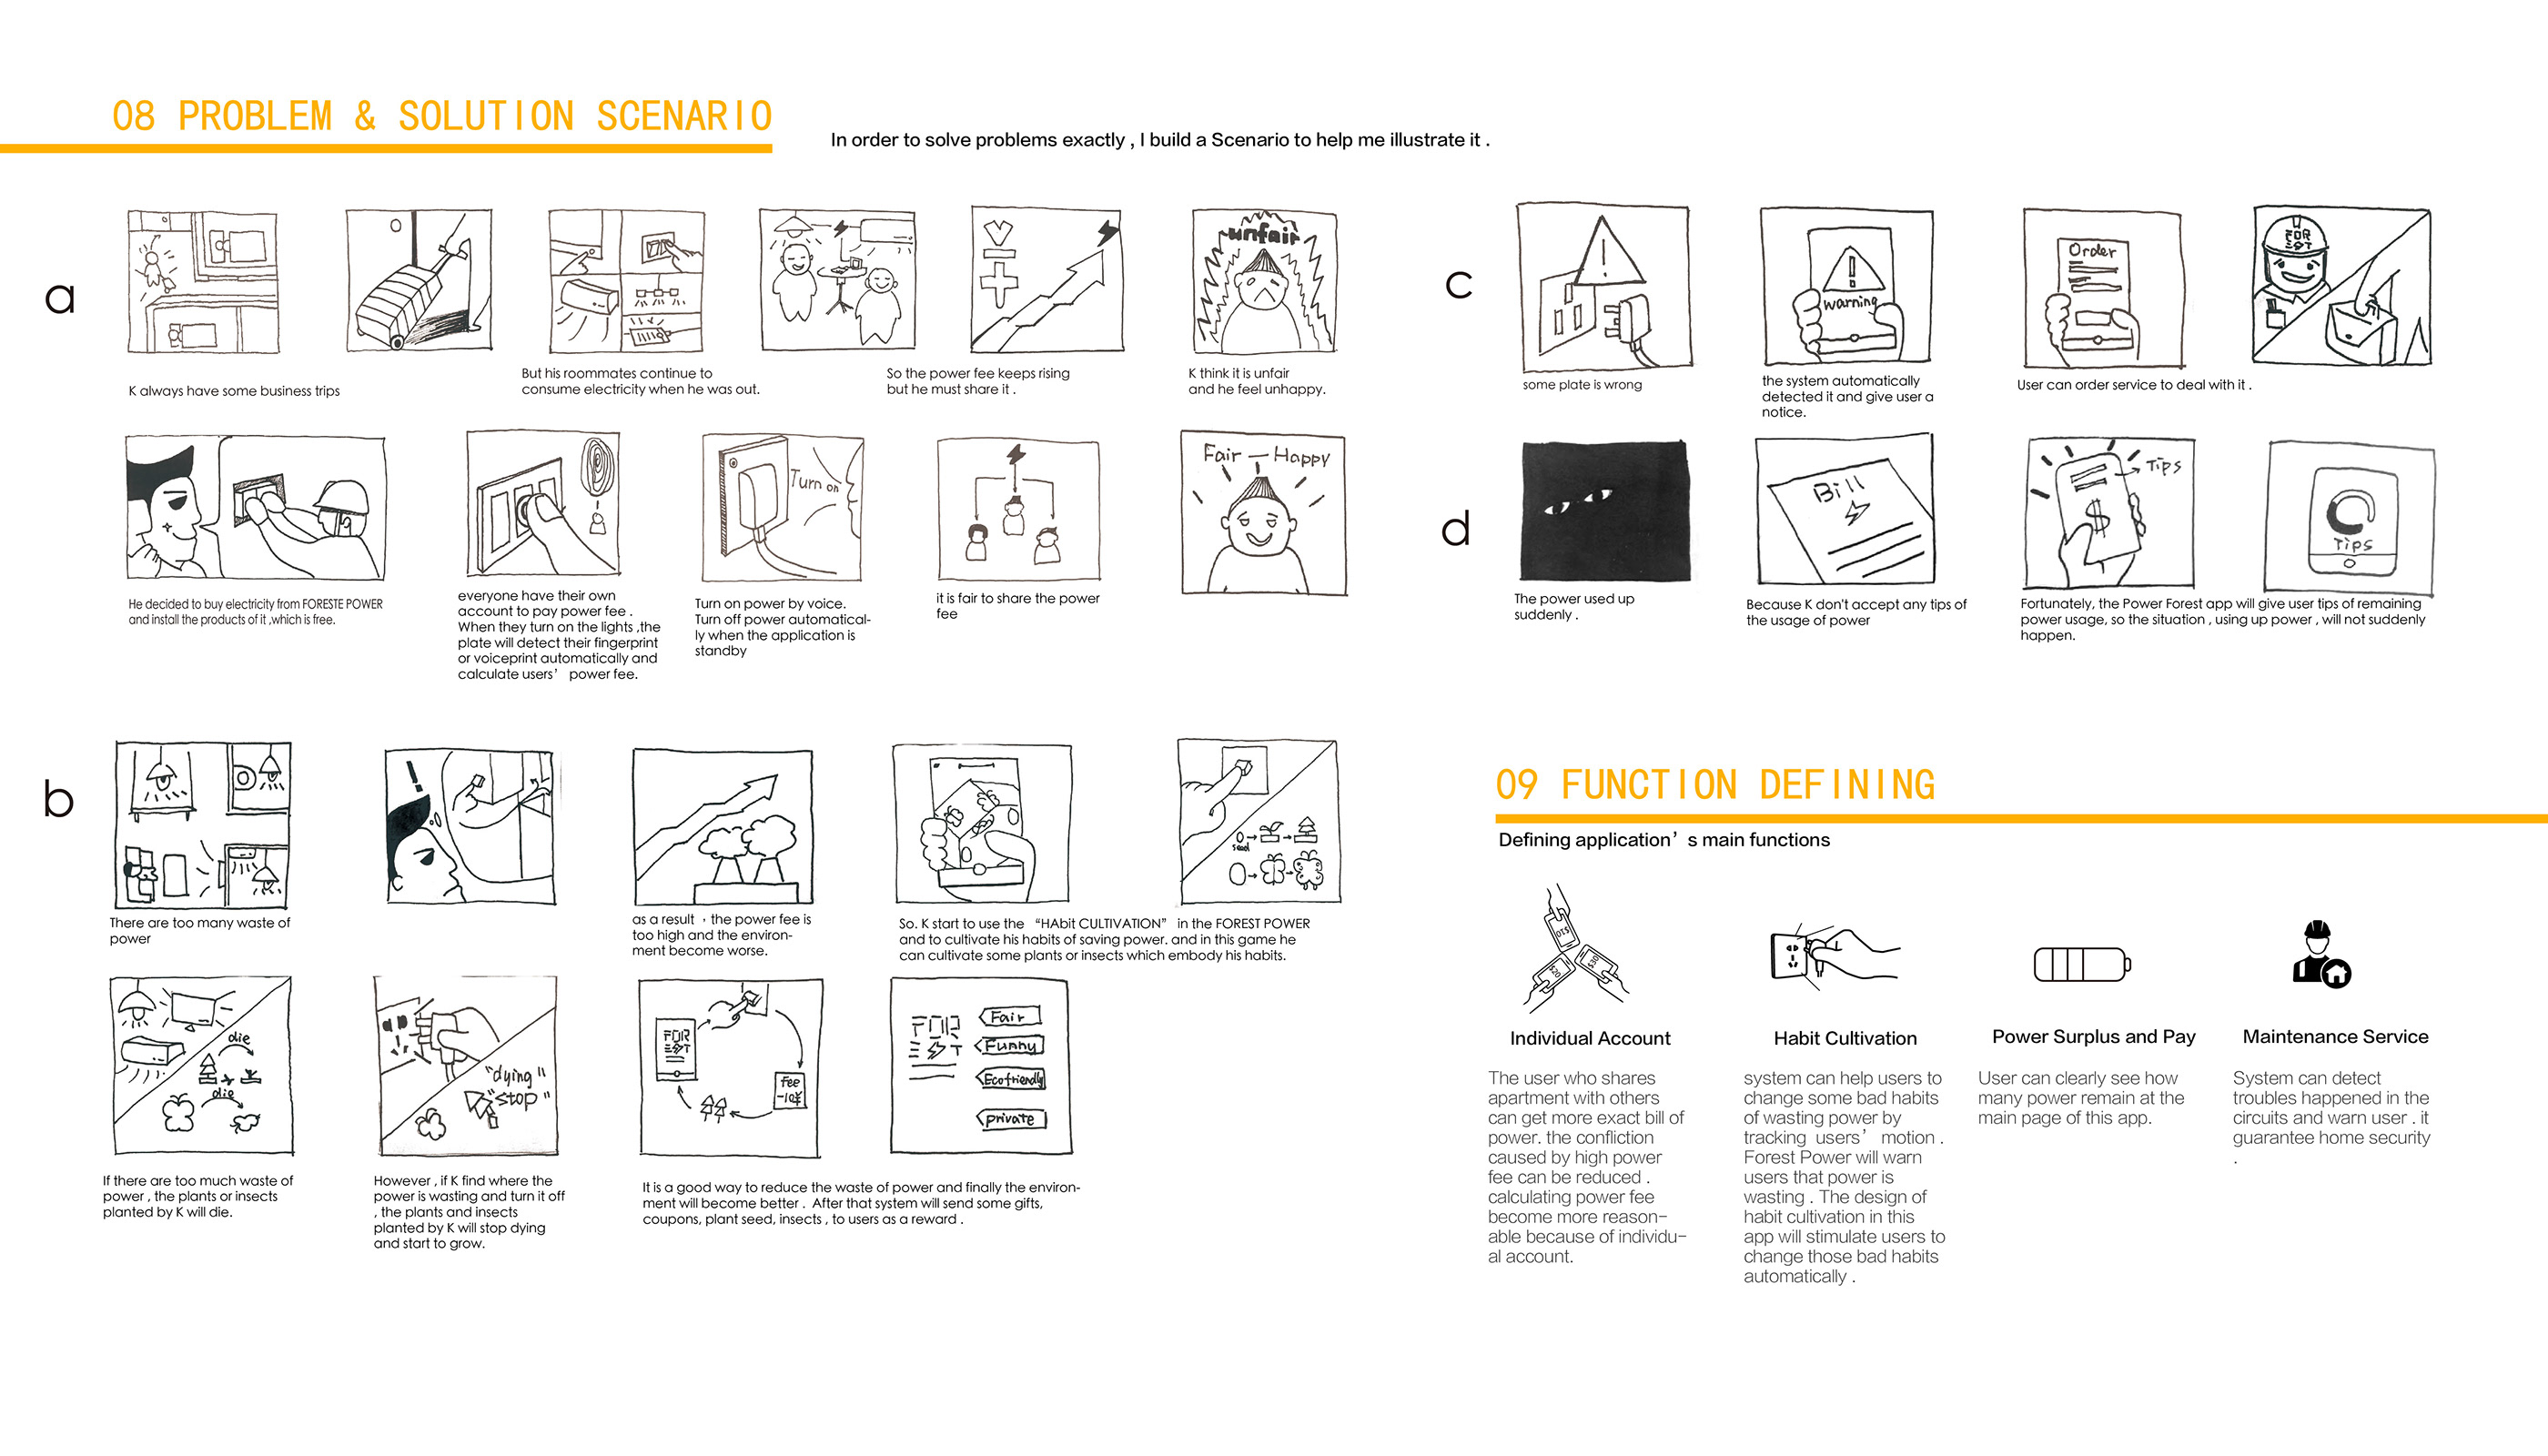 08 PROBLEM & SOLUTION SCENARIO
In order to solve problems exactly , I build a Scenario to help me illustrate it .
a
unfair
K always have some business trips
But his roommates continue to
consume electricity when he was out.
So the power fee keeps rising
but he must share it .
K think it is unfair
and he feel unhappy.
Turn on
Fair — Happy
He decided to buy electricity from FORESTE POWER
and install the products of it ,which is free.
everyone have their own
account to pay power fee .
When they turn on the lights ,the
plate will detect their fingerprint
or voiceprint automatically and
calculate users’ power fee.
Turn on power by voice.
Turn off power automatical-
ly when the application is
standby
it is fair to share the power
fee
b
seed
There are too many waste of
power
as a result , the power fee is
too high and the environ-
ment become worse.
So. K start to use the “HAbit CULTIVATION” in the FOREST POWER
and to cultivate his habits of saving power. and in this game he
can cultivate some plants or insects which embody his habits.
die
die
"dying"
"stop"
FOR
EST
Fee
-10¥
FOR
EST
Fair
Funny
Ecofriendly
private
If there are too much waste of
power , the plants or insects
planted by K will die.
However , if K find where the
power is wasting and turn it off
, the plants and insects
planted by K will stop dying
and start to grow.
It is a good way to reduce the waste of power and finally the environ-
ment will become better . After that system will send some gifts,
coupons, plant seed, insects , to users as a reward .
c
!
!
warning
Order
FOR
EST
some plate is wrong
the system automatically
detected it and give user a
notice.
User can order service to deal with it .
d
Bill
Tips
$
Tips
The power used up
suddenly .
Because K don't accept any tips of
the usage of power
Fortunately, the Power Forest app will give user tips of remaining
power usage, so the situation , using up power , will not suddenly
happen.
09 FUNCTION DEFINING
Defining application’ s main functions
$10
$20
$30
Individual Account
The user who shares
apartment with others
can get more exact bill of
power. the confliction
caused by high power
fee can be reduced .
calculating power fee
become more reason-
able because of individu-
al account.
Habit Cultivation
system can help users to
change some bad habits
of wasting power by
tracking users’ motion .
Forest Power will warn
users that power is
wasting . The design of
habit cultivation in this
app will stimulate users to
change those bad habits
automatically .
Power Surplus and Pay
User can clearly see how
many power remain at the
main page of this app.
Maintenance Service
System can detect
troubles happened in the
circuits and warn user . it
guarantee home security
.